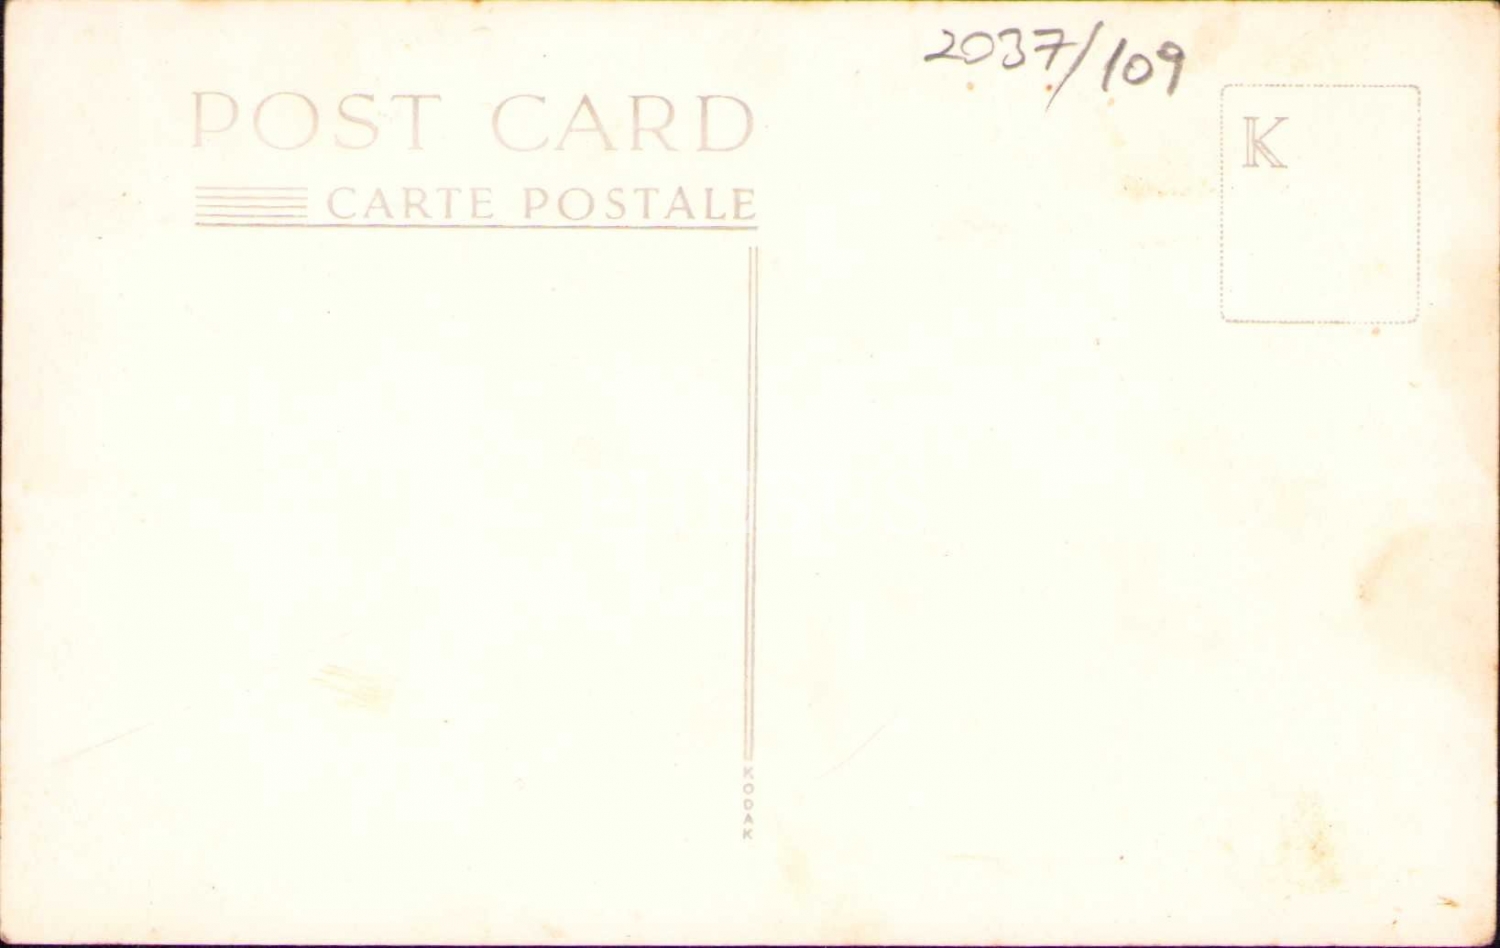 2037/109
POST CARD
K
CARTE POSTALE
KODAK